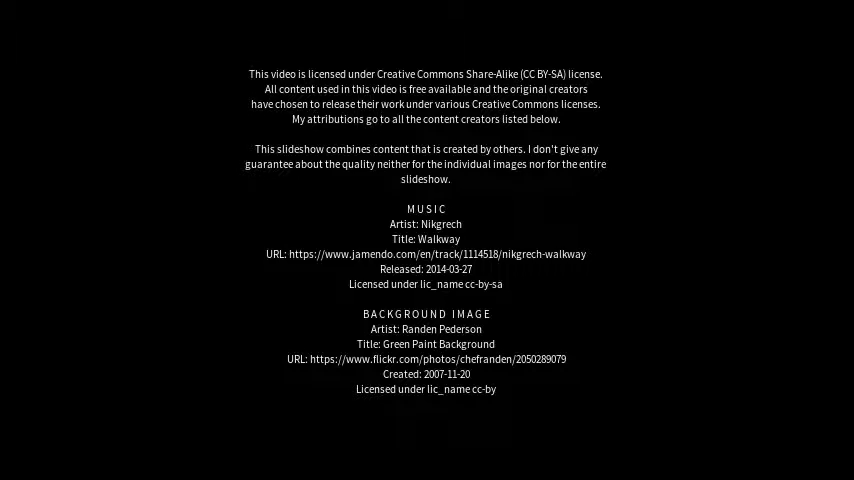 This video is licensed under Creative Commons Share-Alike (CC BY-SA) license.
All content used in this video is free available and the original creators
have chosen to release their work under various Creative Commons licenses.
My attributions go to all the content creators listed below.
This slideshow combines content that is created by others. I don't give any
guarantee about the quality neither for the individual images nor for the entire
slideshow.
MUSIC
Artist: Nikgrech
Title: Walkway
URL: https://www.jamendo.com/en/track/1114518/nikgrech-walkway
Released: 2014-03-27
Licensed under lic_name cc-by-sa
BACKGROUND IMAGE
Artist: Randen Pederson
Title: Green Paint Background
URL: https://www.flickr.com/photos/chefranden/2050289079
Created: 2007-11-20
Licensed under lic_name cc-by